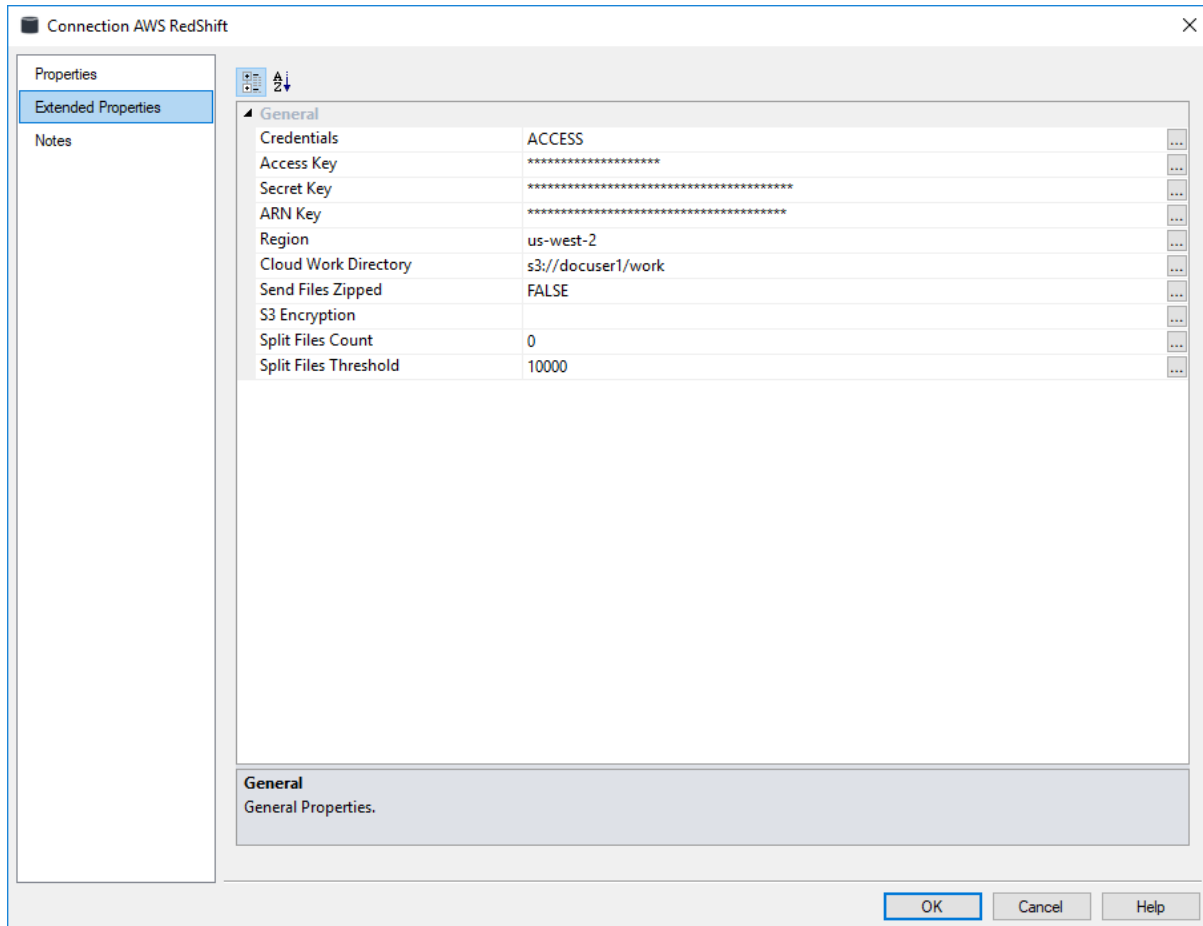 Connection AWS RedShift
Properties
Extended Properties
Notes
General
Credentials ACCESS
Access Key ********************
Secret Key ****************************************
ARN Key ***************************************
Region us-west-2
Cloud Work Directory s3://docuser1/work
Send Files Zipped FALSE
S3 Encryption
Split Files Count 0
Split Files Threshold 10000
General
General Properties.
OK Cancel Help